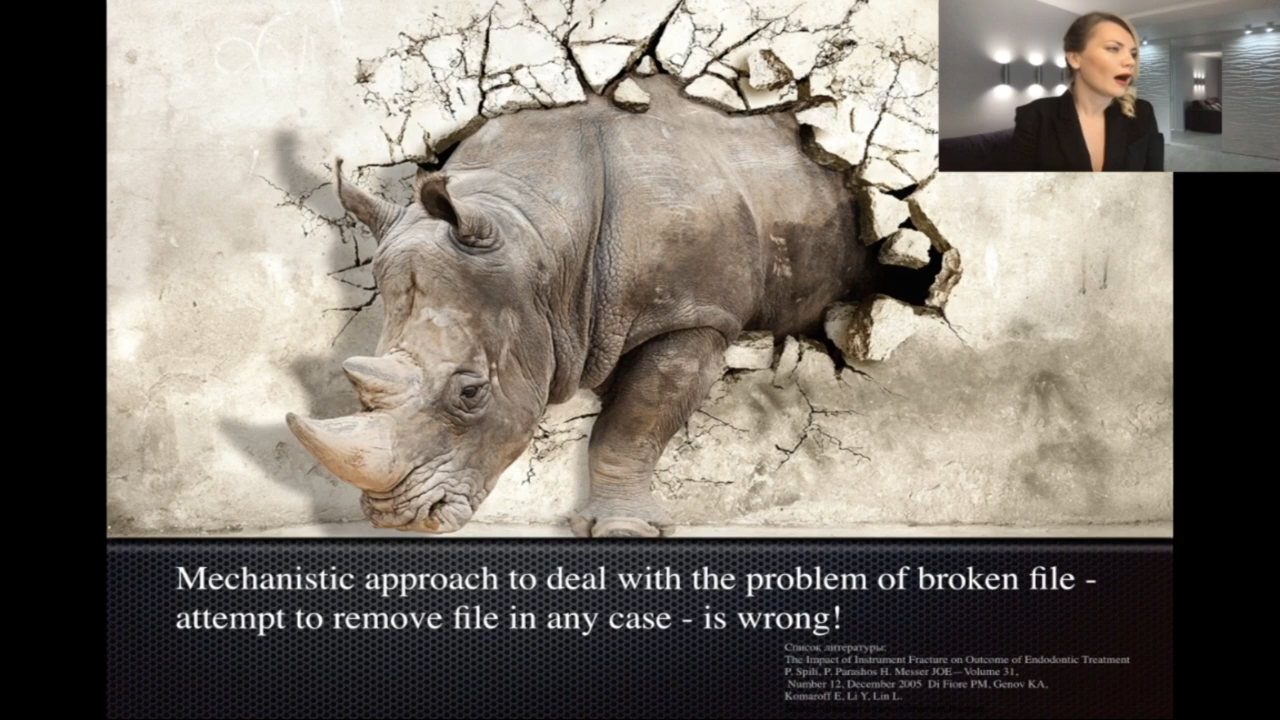 Mechanistic approach to deal with the problem of broken file -
attempt to remove file in any case - is wrong!
Список литературы:
The Impact of Instrument Fracture on Outcome of Endodontic Treatment
P. Spili, P. Parashos H. Messer JOE—Volume 31,
Number 12, December 2005 Di Fiore PM, Genov KA,
Komaroff E, Li Y, Lin L.